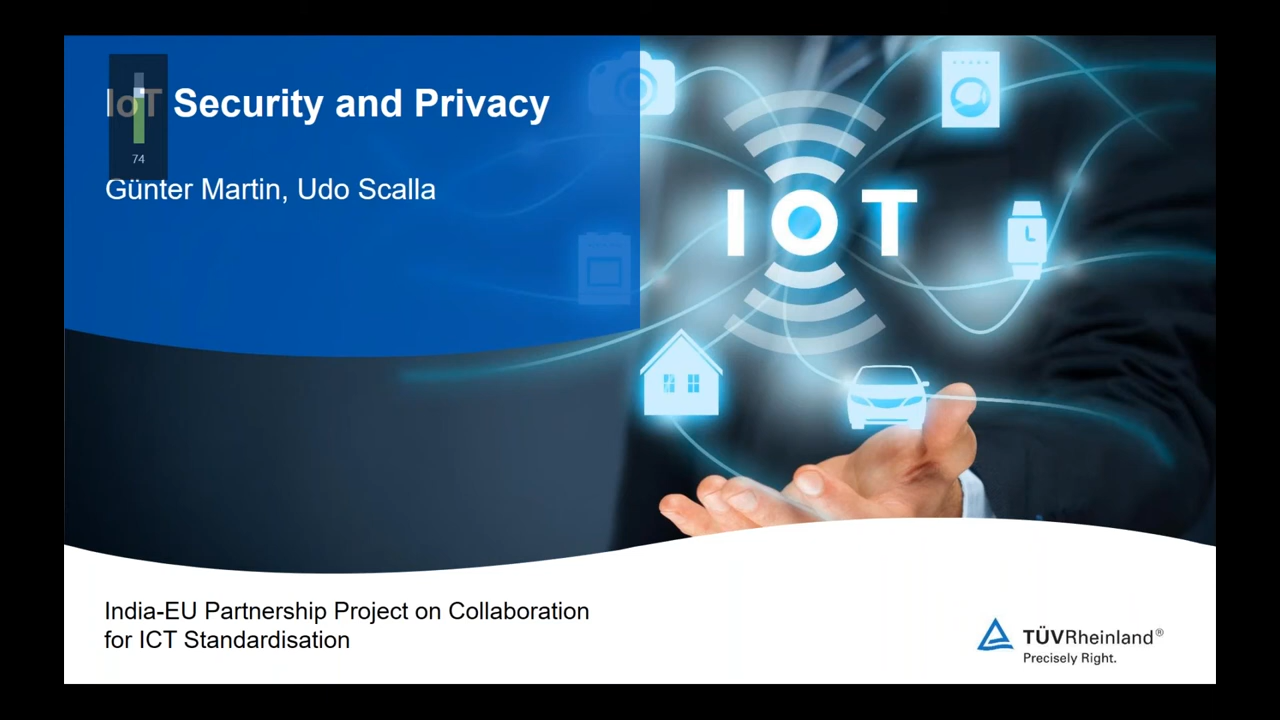 IoT Security and Privacy
74
Günter Martin, Udo Scalla
IOT
India-EU Partnership Project on Collaboration
for ICT Standardisation
TÜVRheinland®
Precisely Right.